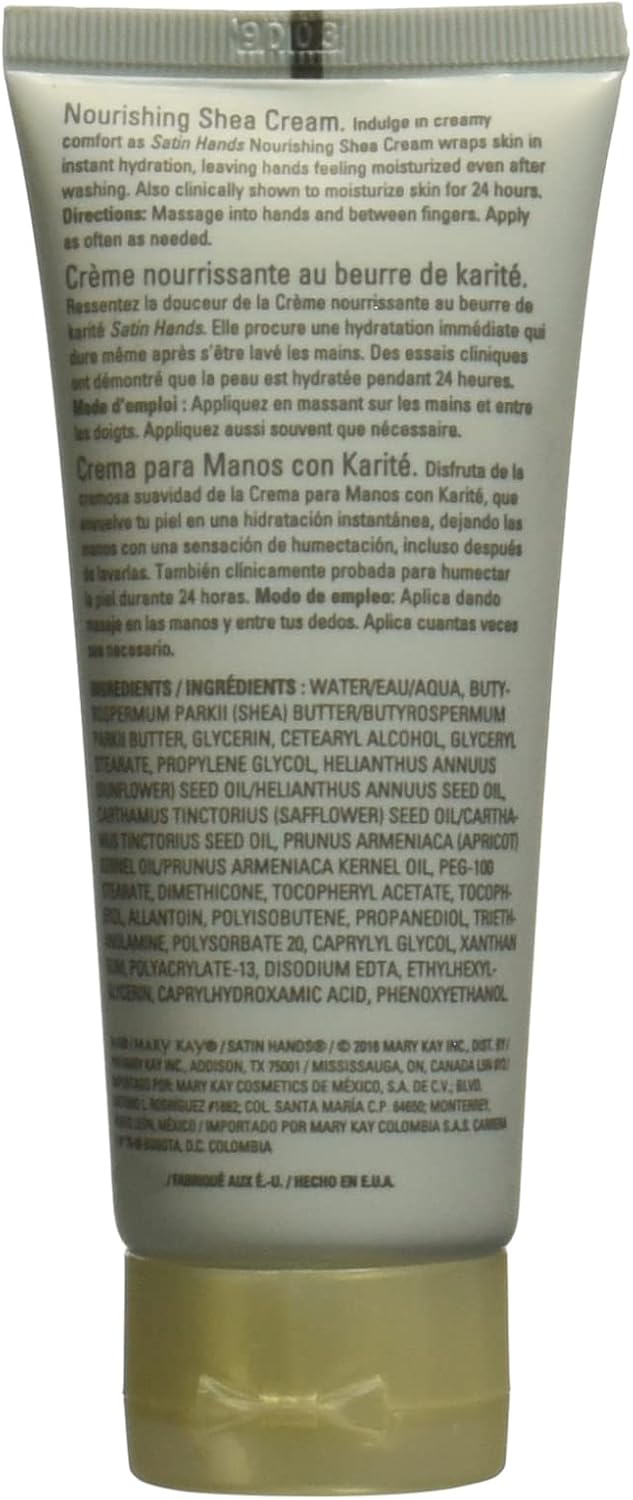 9D03
Nourishing Shea Cream. Indulge in creamy
comfort as Satin Hands Nourishing Shea Cream wraps skin in
instant hydration, leaving hands feeling moisturized even after
washing. Also clinically shown to moisturize skin for 24 hours.
Directions: Massage into hands and between fingers. Apply
as often as needed.
Crème nourrissante au beurre de karité.
Ressentez la douceur de la Crème nourrissante au beurre de
karité Satin Hands. Elle procure une hydratation immédiate qui
dure même après s'être lavé les mains. Des essais cliniques
ont démontré que la peau est hydratée pendant 24 heures.
Mode d'emploi : Appliquez en massant sur les mains et entre
les doigts. Appliquez aussi souvent que nécessaire.
Crema para Manos con Karité. Disfruta de la
cremosa suavidad de la Crema para Manos con Karité, que
envuelve tu piel en una hidratación instantánea, dejando las
manos con una sensación de humectación, incluso después
de lavarlas. También clínicamente probada para humectar
la piel durante 24 horas. Modo de empleo: Aplica dando
masaje en las manos y entre tus dedos. Aplica cuantas veces
sea necesario.
INGREDIENTS / INGRÉDIENTS : WATER/EAU/AQUA, BUTY-
ROSPERMUM PARKII (SHEA) BUTTER/BUTYROSPERMUM
PARKII BUTTER, GLYCERIN, CETEARYL ALCOHOL, GLYCERYL
STEARATE, PROPYLENE GLYCOL, HELIANTHUS ANNUUS
(SUNFLOWER) SEED OIL/HELIANTHUS ANNUUS SEED OIL,
CARTHAMUS TINCTORIUS (SAFFLOWER) SEED OIL/CARTHA-
MUS TINCTORIUS SEED OIL, PRUNUS ARMENIACA (APRICOT)
KERNEL OIL/PRUNUS ARMENIACA KERNEL OIL, PEG-100
STEARATE, DIMETHICONE, TOCOPHERYL ACETATE, TOCOPH-
EROL, ALLANTOIN, POLYISOBUTENE, PROPANEDIOL, TRIETH-
ANOLAMINE, POLYSORBATE 20, CAPRYLYL GLYCOL, XANTHAN
GUM, POLYACRYLATE-13, DISODIUM EDTA, ETHYLHEXYL-
GLYCERIN, CAPRYLHYDROXAMIC ACID, PHENOXYETHANOL
MARY KAY® / SATIN HANDS® / © 2016 MARY KAY INC., DIST. BY/
MARY KAY INC., ADDISON, TX 75001 / MISSISSAUGA, ON, CANADA
IMPORTADO POR: MARY KAY COSMETICS DE MÉXICO, S.A. DE C.V.; BLVD.
L. RODRIGUEZ #1882; COL. SANTA MARÍA C.P. 64650; MONTERREY,
NUEVO LEÓN, MÉXICO / IMPORTADO POR MARY KAY COLOMBIA S.A.S. CARRERA
BOGOTA, D.C. COLOMBIA
/FABRIQUÉ AUX É.-U. / HECHO EN E.U.A.